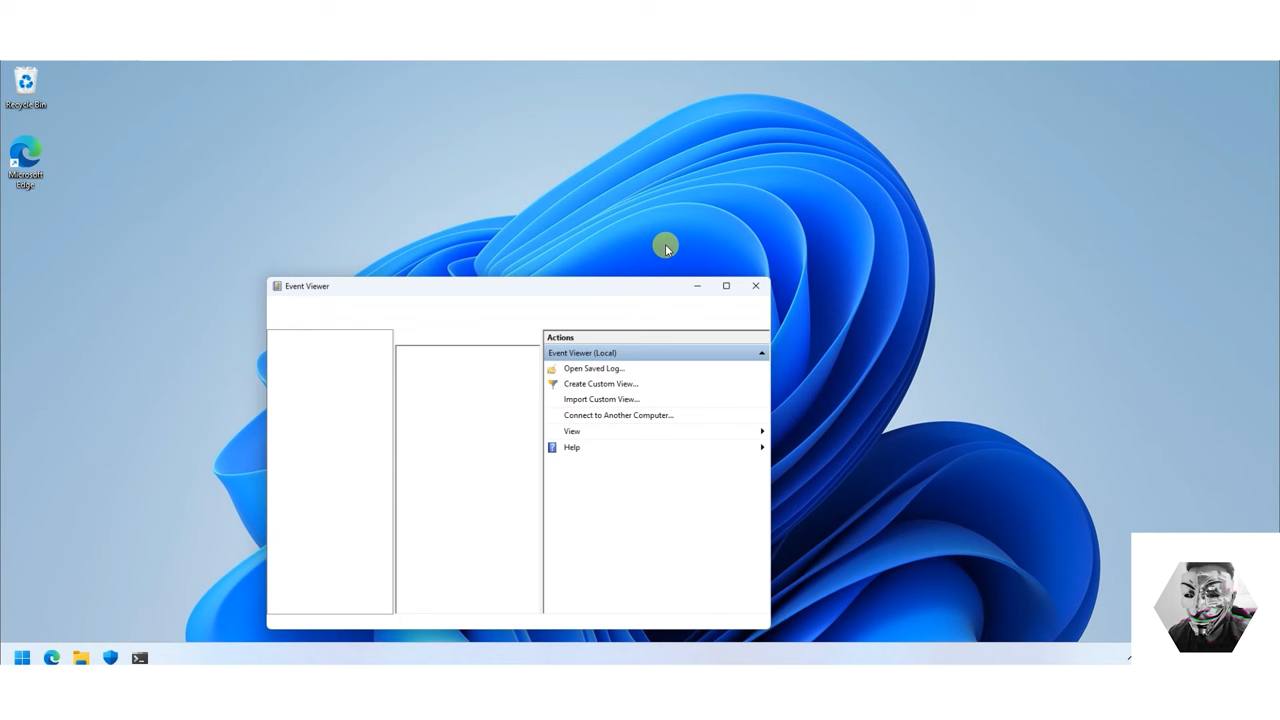 Recycle Bin
Microsoft
Edge
Event Viewer
Actions
Event Viewer (Local)
Open Saved Log...
Create Custom View...
Import Custom View...
Connect to Another Computer...
View
Help